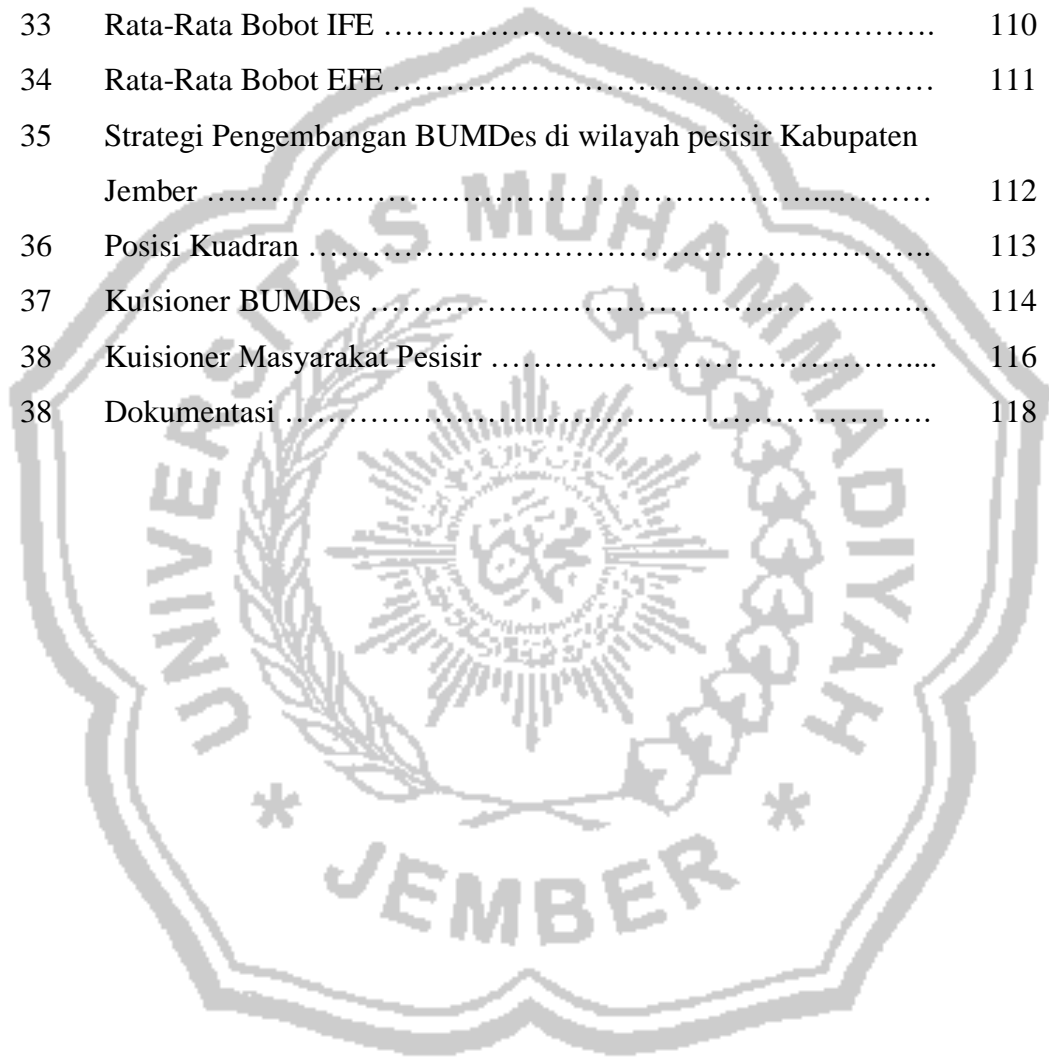 33 Rata-Rata Bobot IFE ……………………………………………. 110
34 Rata-Rata Bobot EFE …………………………………………… 111
35 Strategi Pengembangan BUMDes di wilayah pesisir Kabupaten
Jember …………………………………………………...……… 112
36 Posisi Kuadran ………………………………………………….. 113
37 Kuisioner BUMDes …………………………………………….. 114
38 Kuisioner Masyarakat Pesisir …………………………………….... 116
38 Dokumentasi ……………………………………………………. 118
UNIVERSITAS MUHAMMADIYAH
* JEMBER *